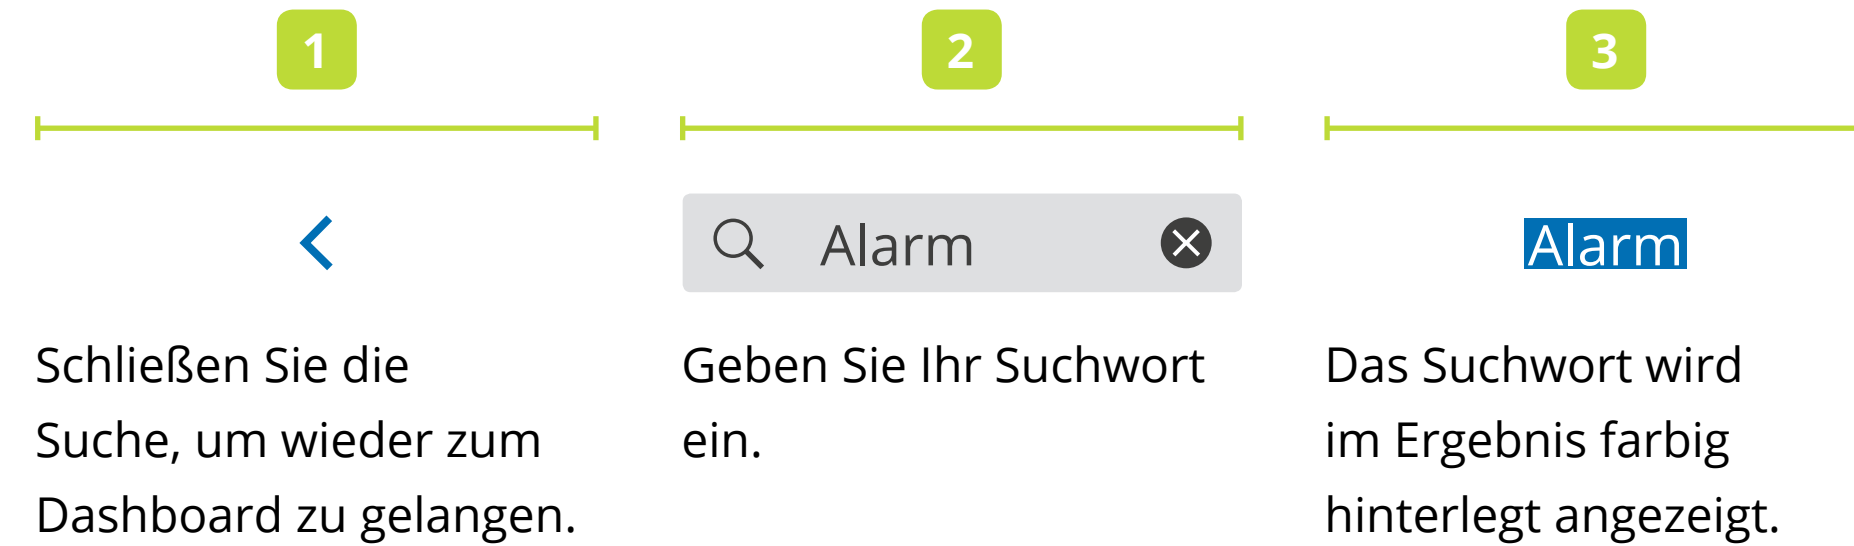 1
2
3
Alarm
Alarm
Schließen Sie die
Suche, um wieder zum
Dashboard zu gelangen.
Geben Sie Ihr Suchwort
ein.
Das Suchwort wird
im Ergebnis farbig
hinterlegt angezeigt.